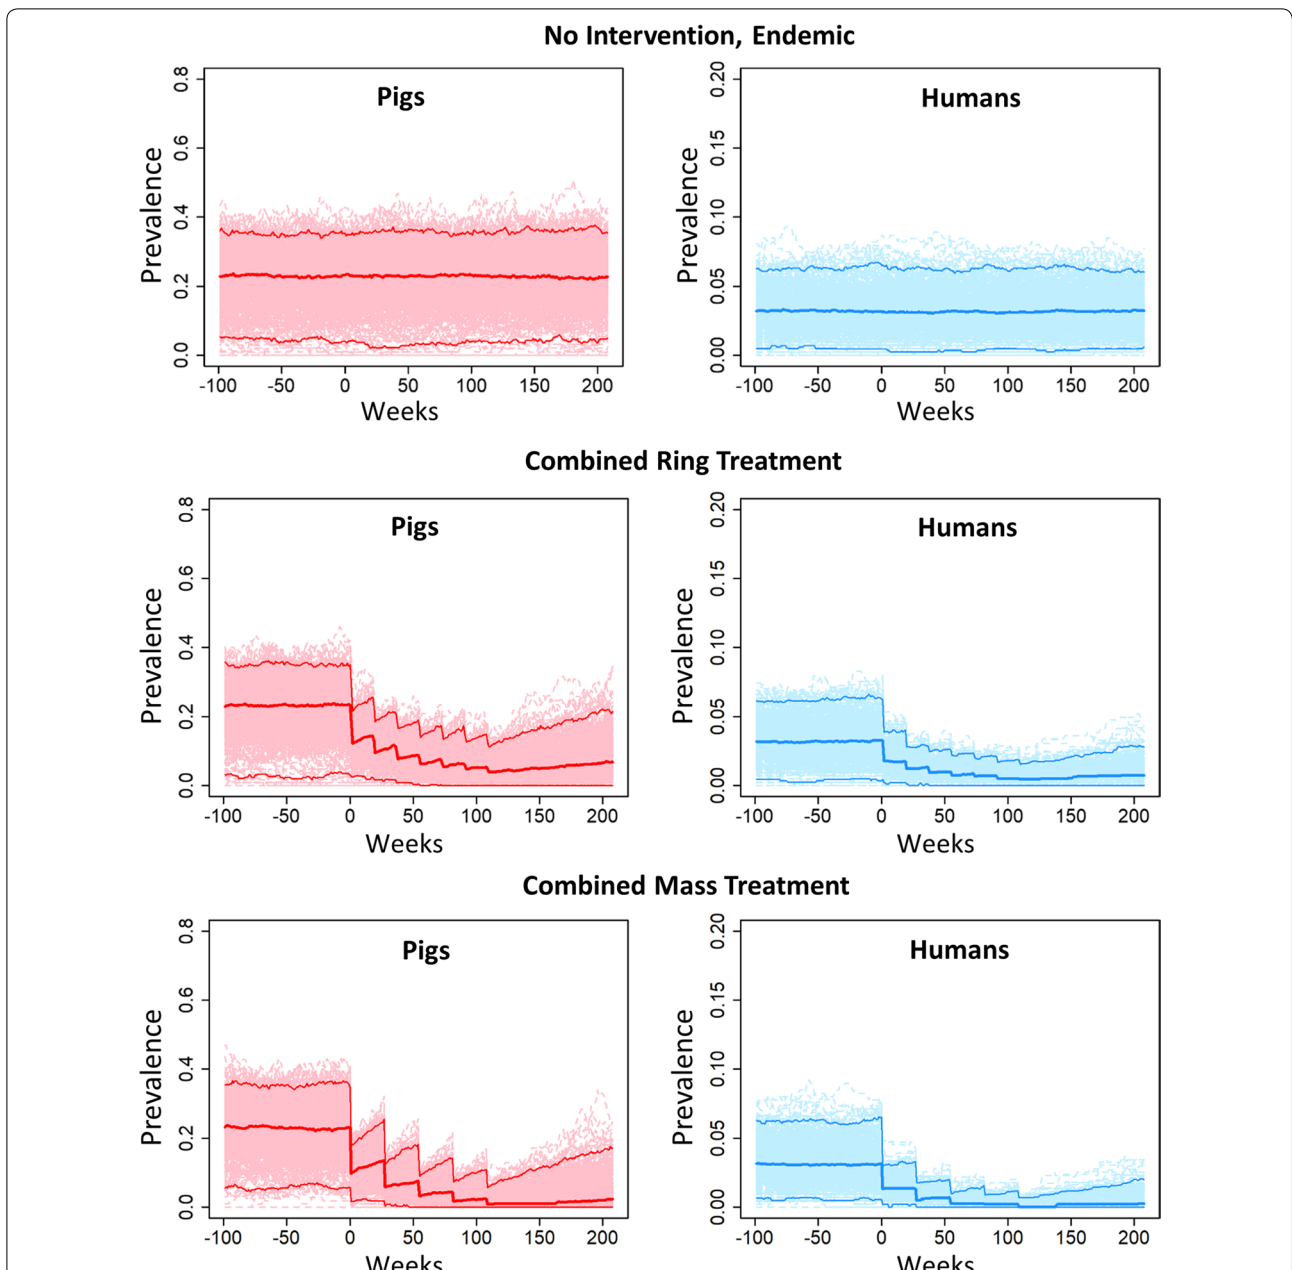 No Intervention, Endemic
Pigs
Humans
Prevalence
0.0 0.2 0.4 0.6 0.8
-100 -50 0 50 100 150 200
Weeks
Prevalence
0.00 0.05 0.10 0.15 0.20
-100 -50 0 50 100 150 200
Weeks
Combined Ring Treatment
Pigs
Humans
Prevalence
0.0 0.2 0.4 0.6 0.8
-100 -50 0 50 100 150 200
Weeks
Prevalence
0.00 0.05 0.10 0.15 0.20
-100 -50 0 50 100 150 200
Weeks
Combined Mass Treatment
Pigs
Humans
Prevalence
0.0 0.2 0.4 0.6 0.8
-100 -50 0 50 100 150 200
Weeks
Prevalence
0.00 0.05 0.10 0.15 0.20
-100 -50 0 50 100 150 200
Weeks